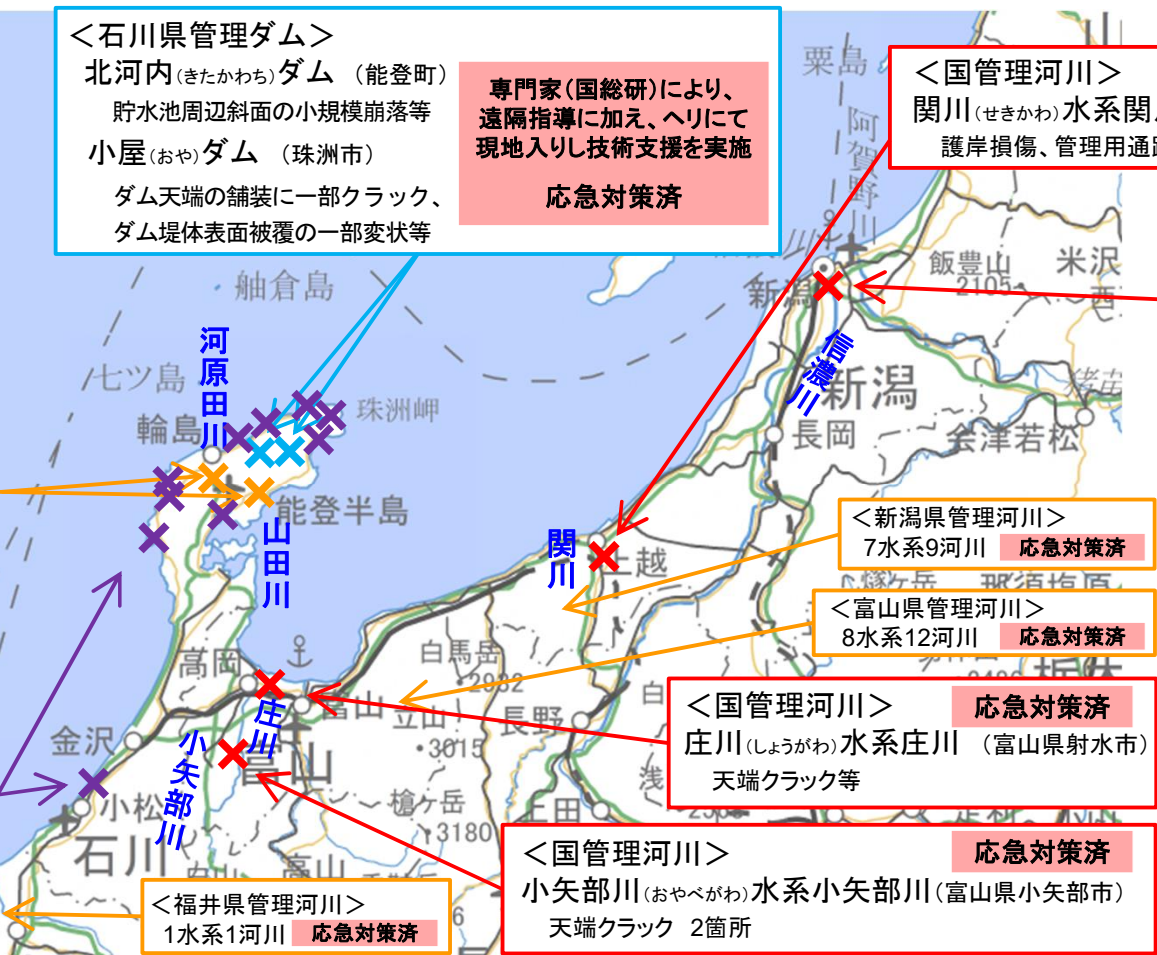 ＜石川県管理ダム＞
北河内(きたかわち)ダム （能登町）
貯水池周辺斜面の小規模崩落等
小屋(おや)ダム （珠洲市）
ダム天端の舗装に一部クラック、
ダム堤体表面被覆の一部変状等
専門家(国総研)により、
遠隔指導に加え、ヘリにて
現地入りし技術支援を実施
応急対策済
＜国管理河川＞
関川(せきかわ)水系関
護岸損傷、管理用通
粟島
阿賀野川
飯豊山
2105
米沢
新潟
信濃川
新潟
長岡
会津若松
舳倉島
七ツ島
河原田川
輪島
珠洲岬
能登半島
山田川
関川
上越
＜新潟県管理河川＞
7水系9河川 応急対策済
燧ケ岳
那須塩原
＜富山県管理河川＞
8水系12河川 応急対策済
白馬岳
2932
高岡
庄川
富山
立山
3015
長野
金沢
小矢部川
富山
小松
石川
白山
高山
槍ケ岳
3180
上田
浅
＜国管理河川＞ 応急対策済
庄川(しょうがわ)水系庄川 （富山県射水市）
天端クラック等
＜国管理河川＞ 応急対策済
小矢部川(おやべがわ)水系小矢部川(富山県小矢部市)
天端クラック 2箇所
＜福井県管理河川＞
1水系1河川 応急対策済